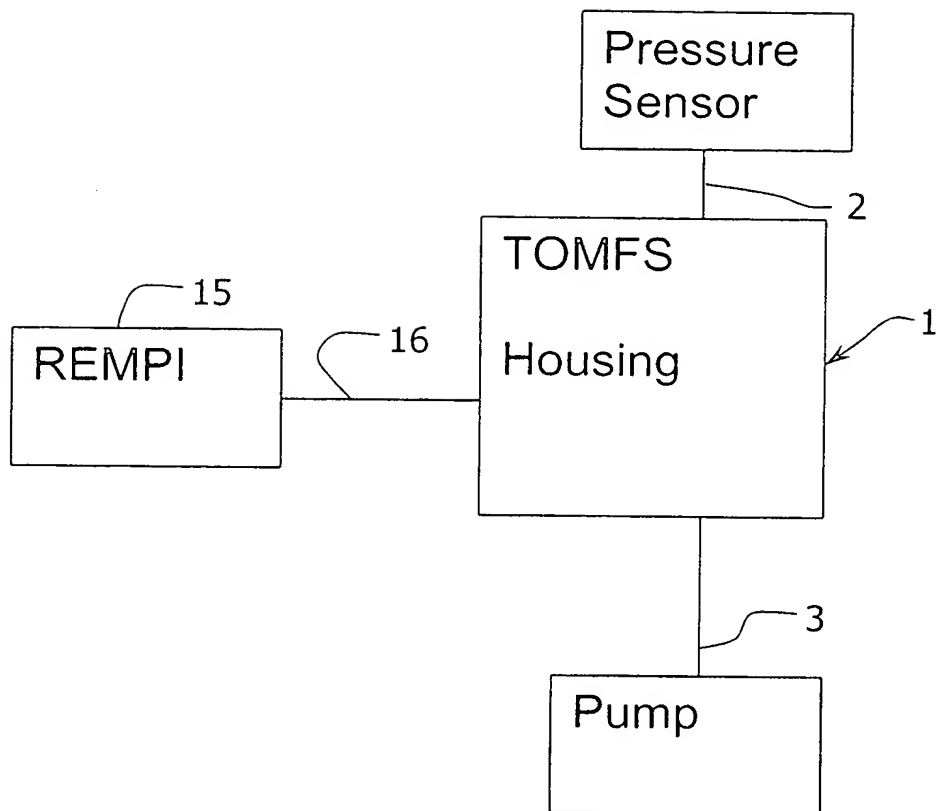 Pressure
Sensor
2
TOMFS
15
1
16
REMPI
Housing
3
Pump